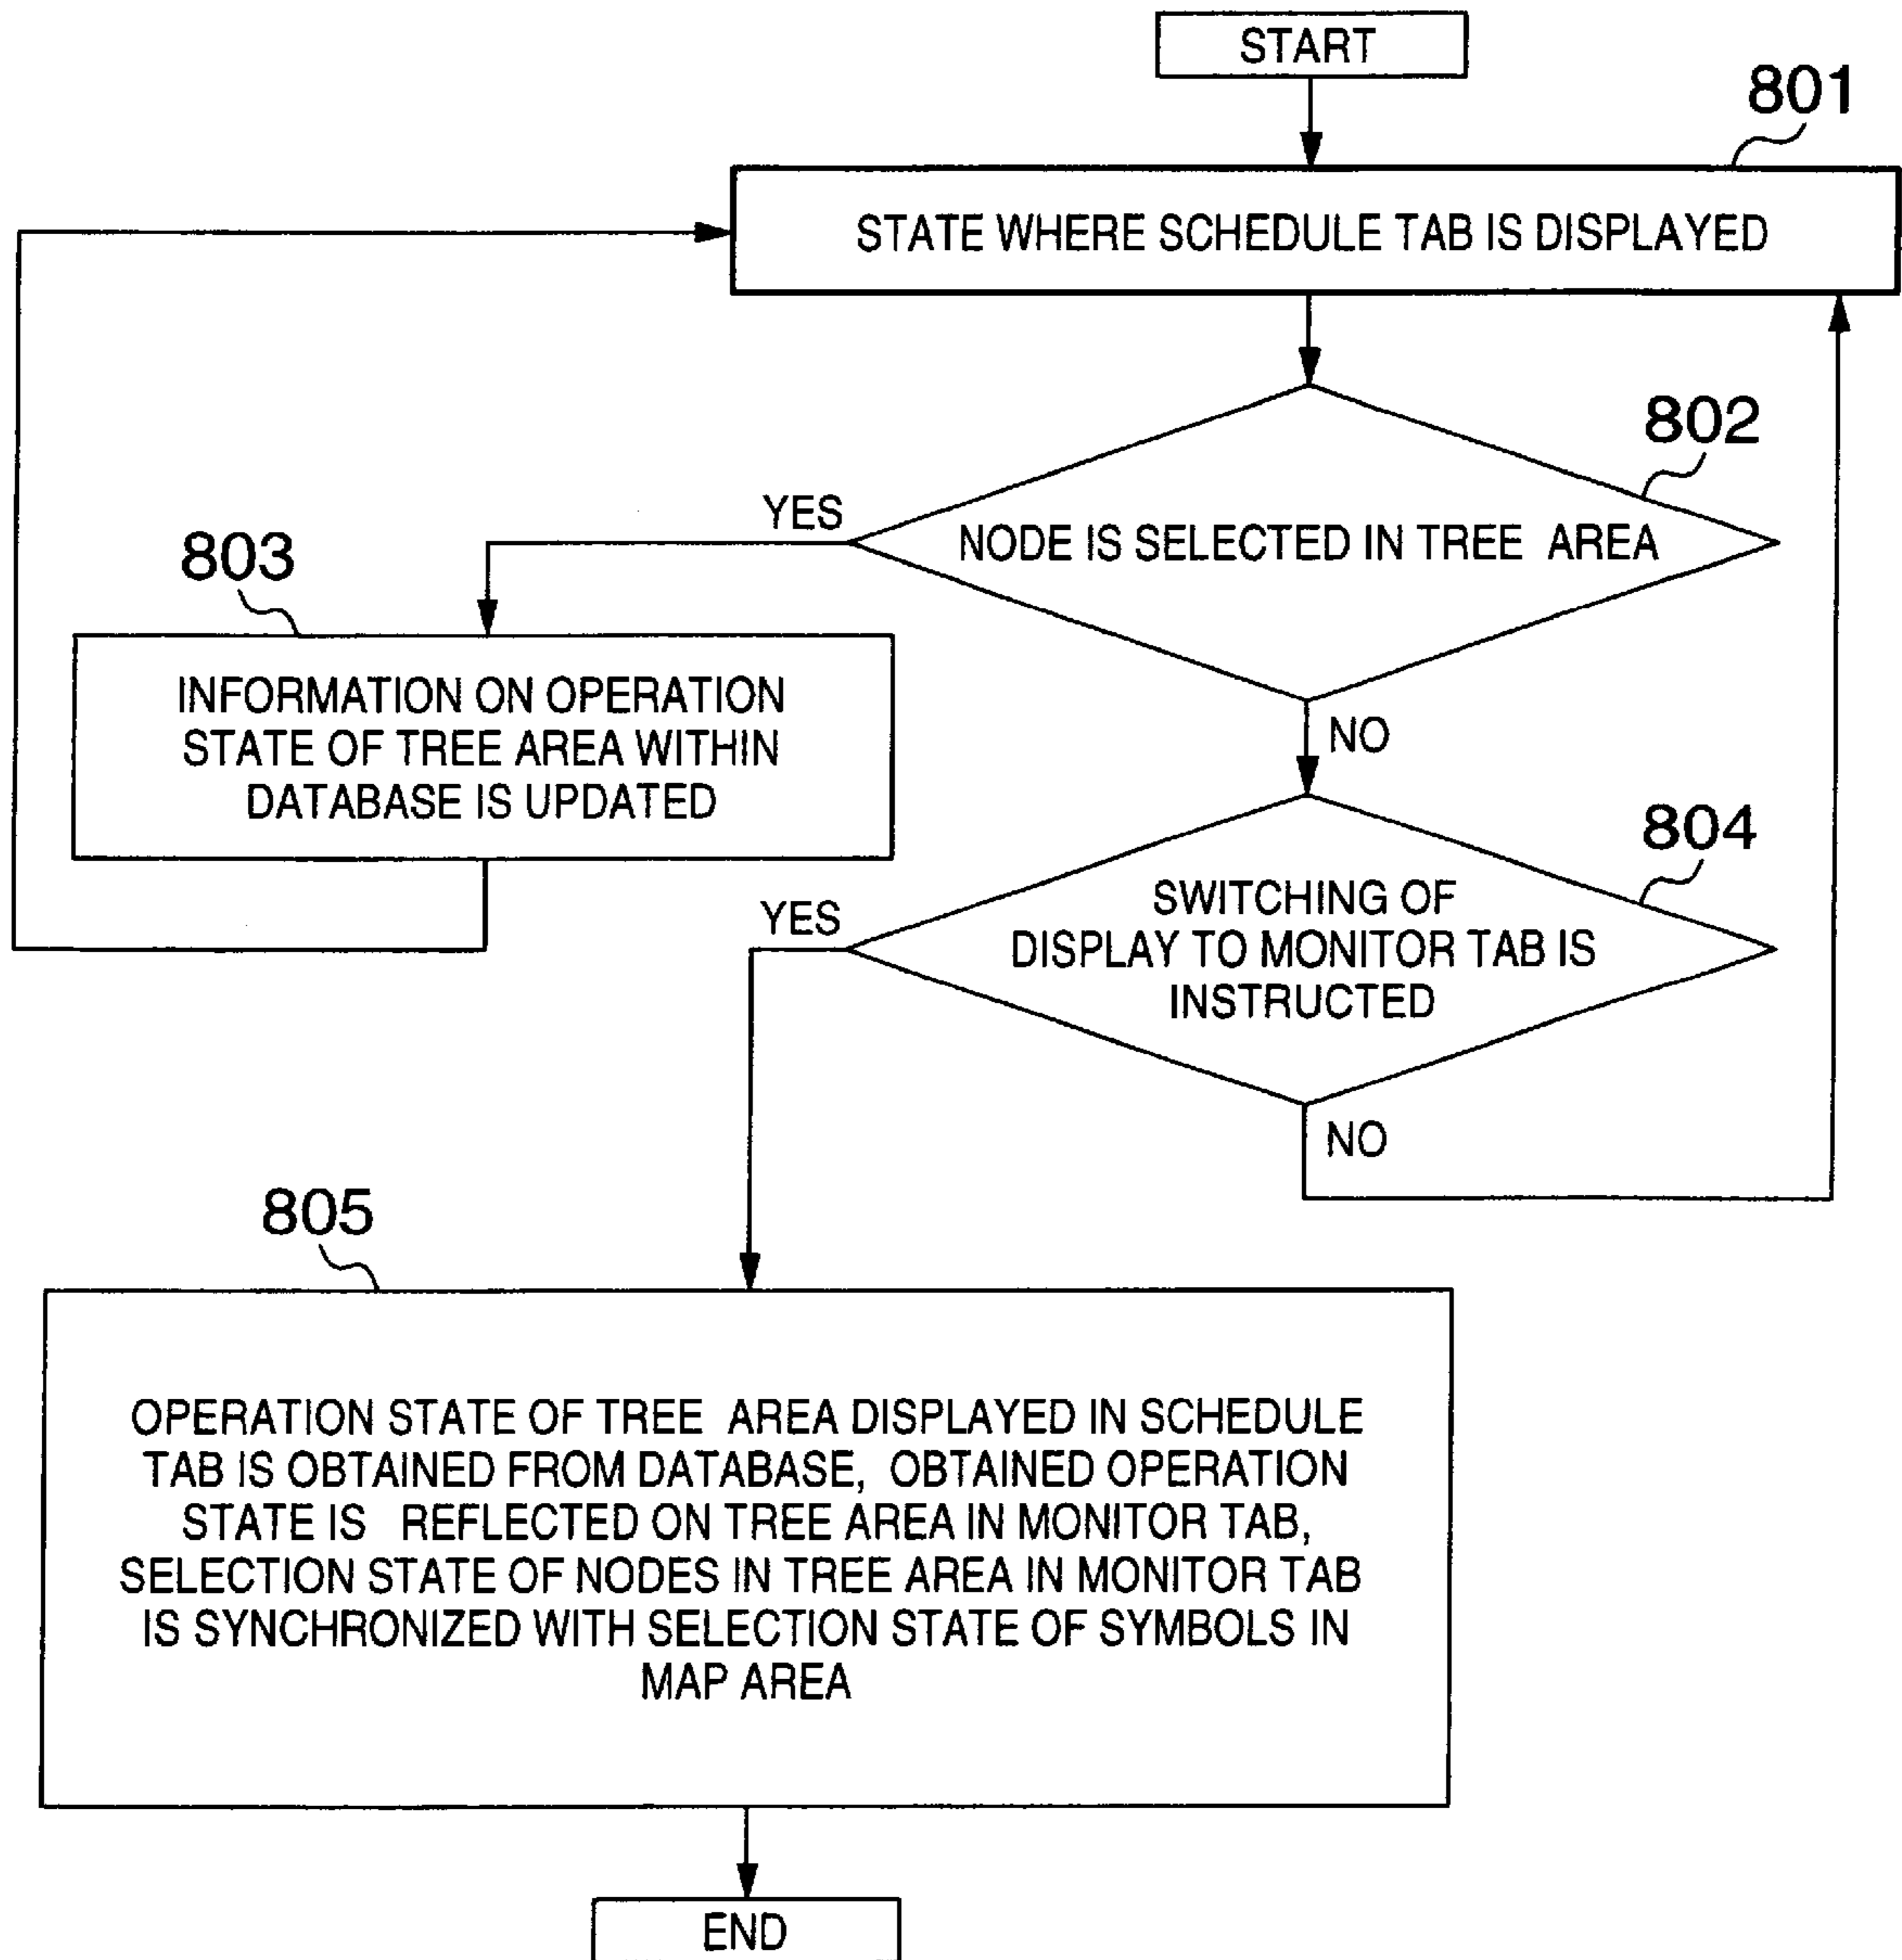 START
801
STATE WHERE SCHEDULE TAB IS DISPLAYED
802
YES
NODE IS SELECTED IN TREE AREA
803
INFORMATION ON OPERATION
STATE OF TREE AREA WITHIN
DATABASE IS UPDATED
NO
804
YES
SWITCHING OF
DISPLAY TO MONITOR TAB IS
INSTRUCTED
NO
805
OPERATION STATE OF TREE AREA DISPLAYED IN SCHEDULE
TAB IS OBTAINED FROM DATABASE, OBTAINED OPERATION
STATE IS REFLECTED ON TREE AREA IN MONITOR TAB,
SELECTION STATE OF NODES IN TREE AREA IN MONITOR TAB
IS SYNCHRONIZED WITH SELECTION STATE OF SYMBOLS IN
MAP AREA
END